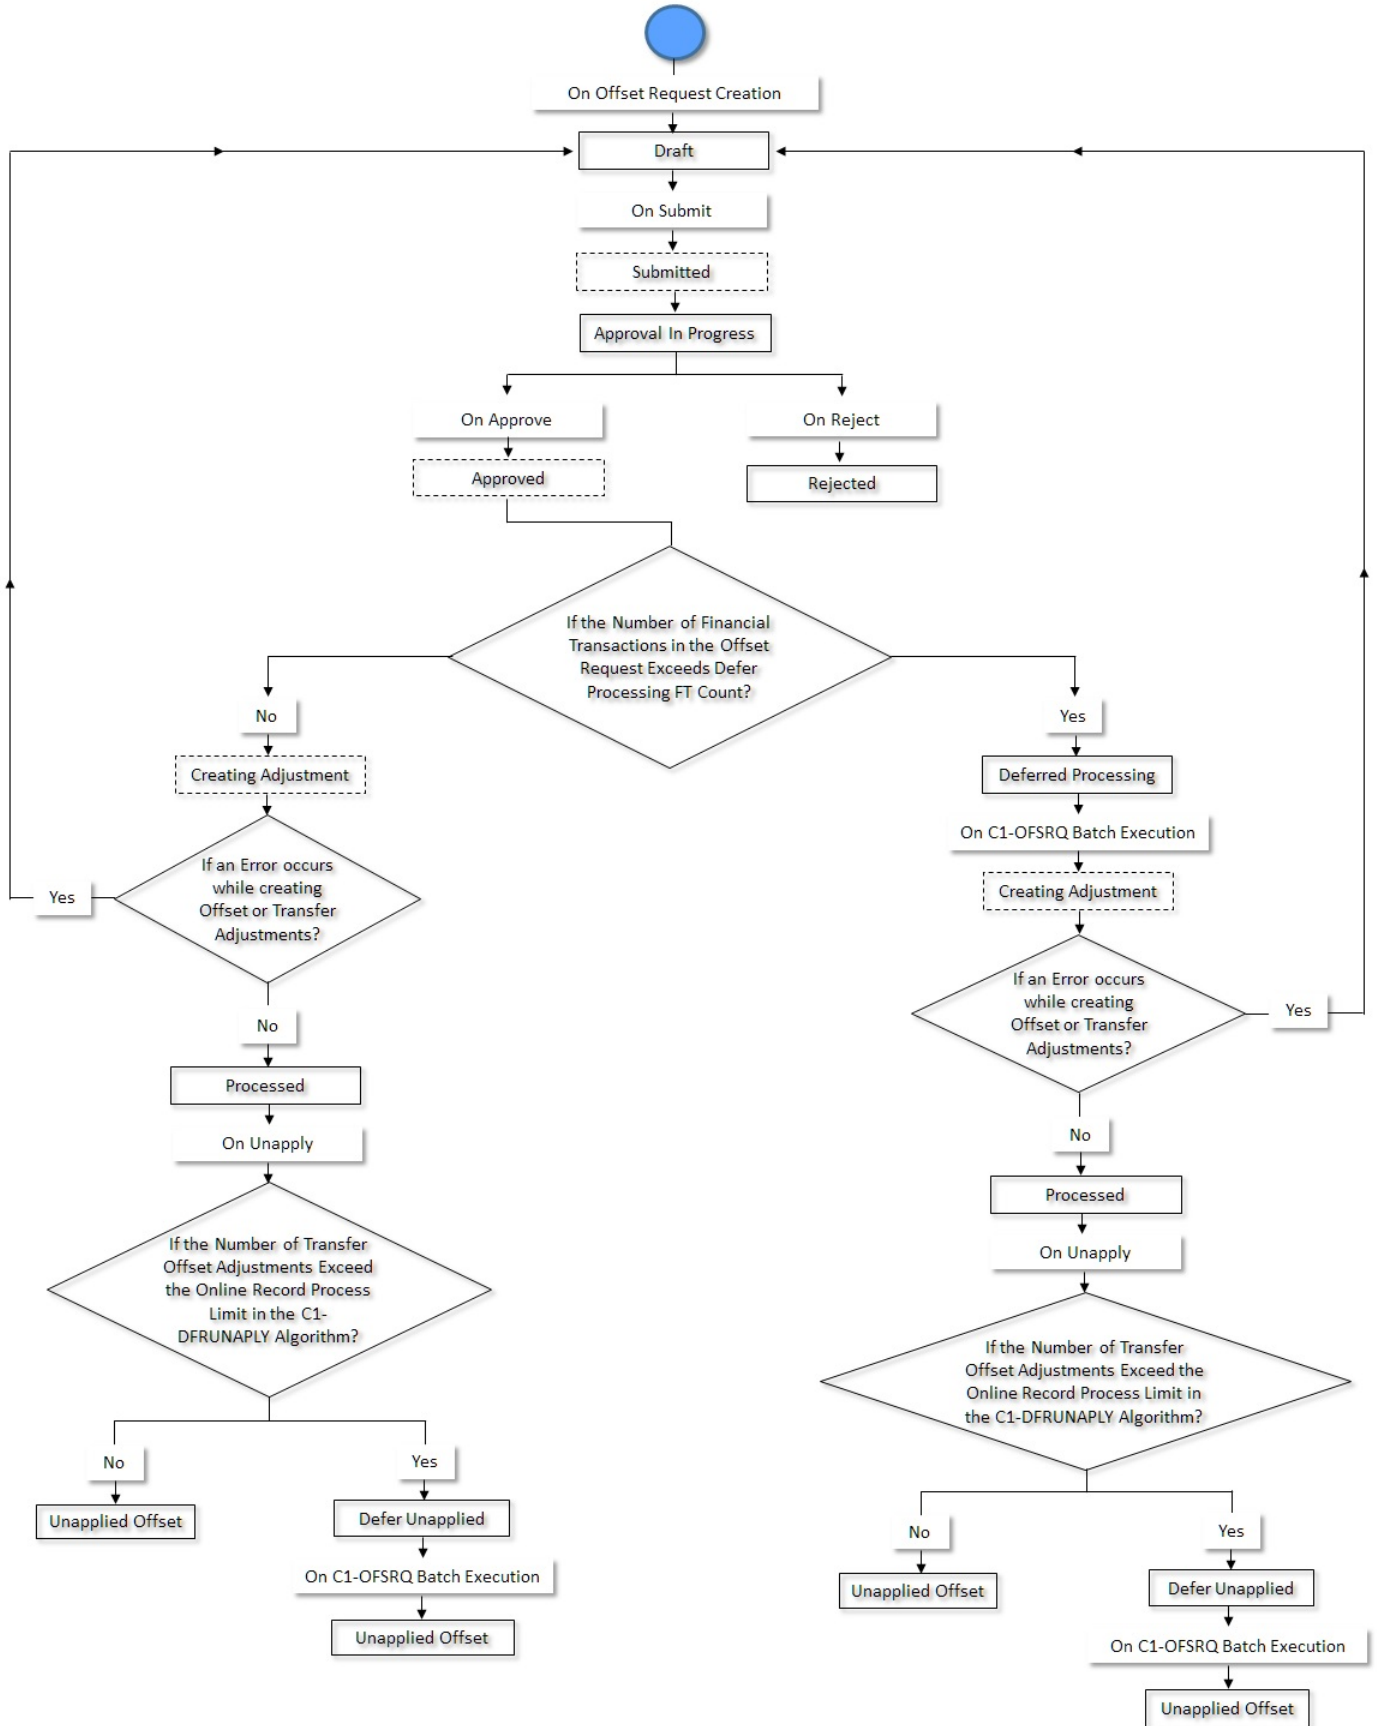 On Offset Request Creation
Draft
On Submit
Submitted
Approval In Progress
On Approve
On Reject
Approved
Rejected
If the Number of Financial
Transactions in the Offset
Request Exceeds Defer
Processing FT Count?
No
Yes
Creating Adjustment
Deferred Processing
On C1-OFSRQ Batch Execution
If an Error occurs
while creating
Offset or Transfer
Adjustments?
Yes
Creating Adjustment
If an Error occurs
while creating
Offset or Transfer
Adjustments?
Yes
No
Processed
On Unapply
No
Processed
On Unapply
If the Number of Transfer
Offset Adjustments Exceed
the Online Record Process
Limit in the C1-
DFRUNAPLY Algorithm?
If the Number of Transfer
Offset Adjustments Exceed the
Online Record Process Limit in
the C1-DFRUNAPLY Algorithm?
No
Yes
Unapplied Offset
Defer Unapplied
On C1-OFSRQ Batch Execution
Unapplied Offset
No
Yes
Unapplied Offset
Defer Unapplied
On C1-OFSRQ Batch Execution
Unapplied Offset